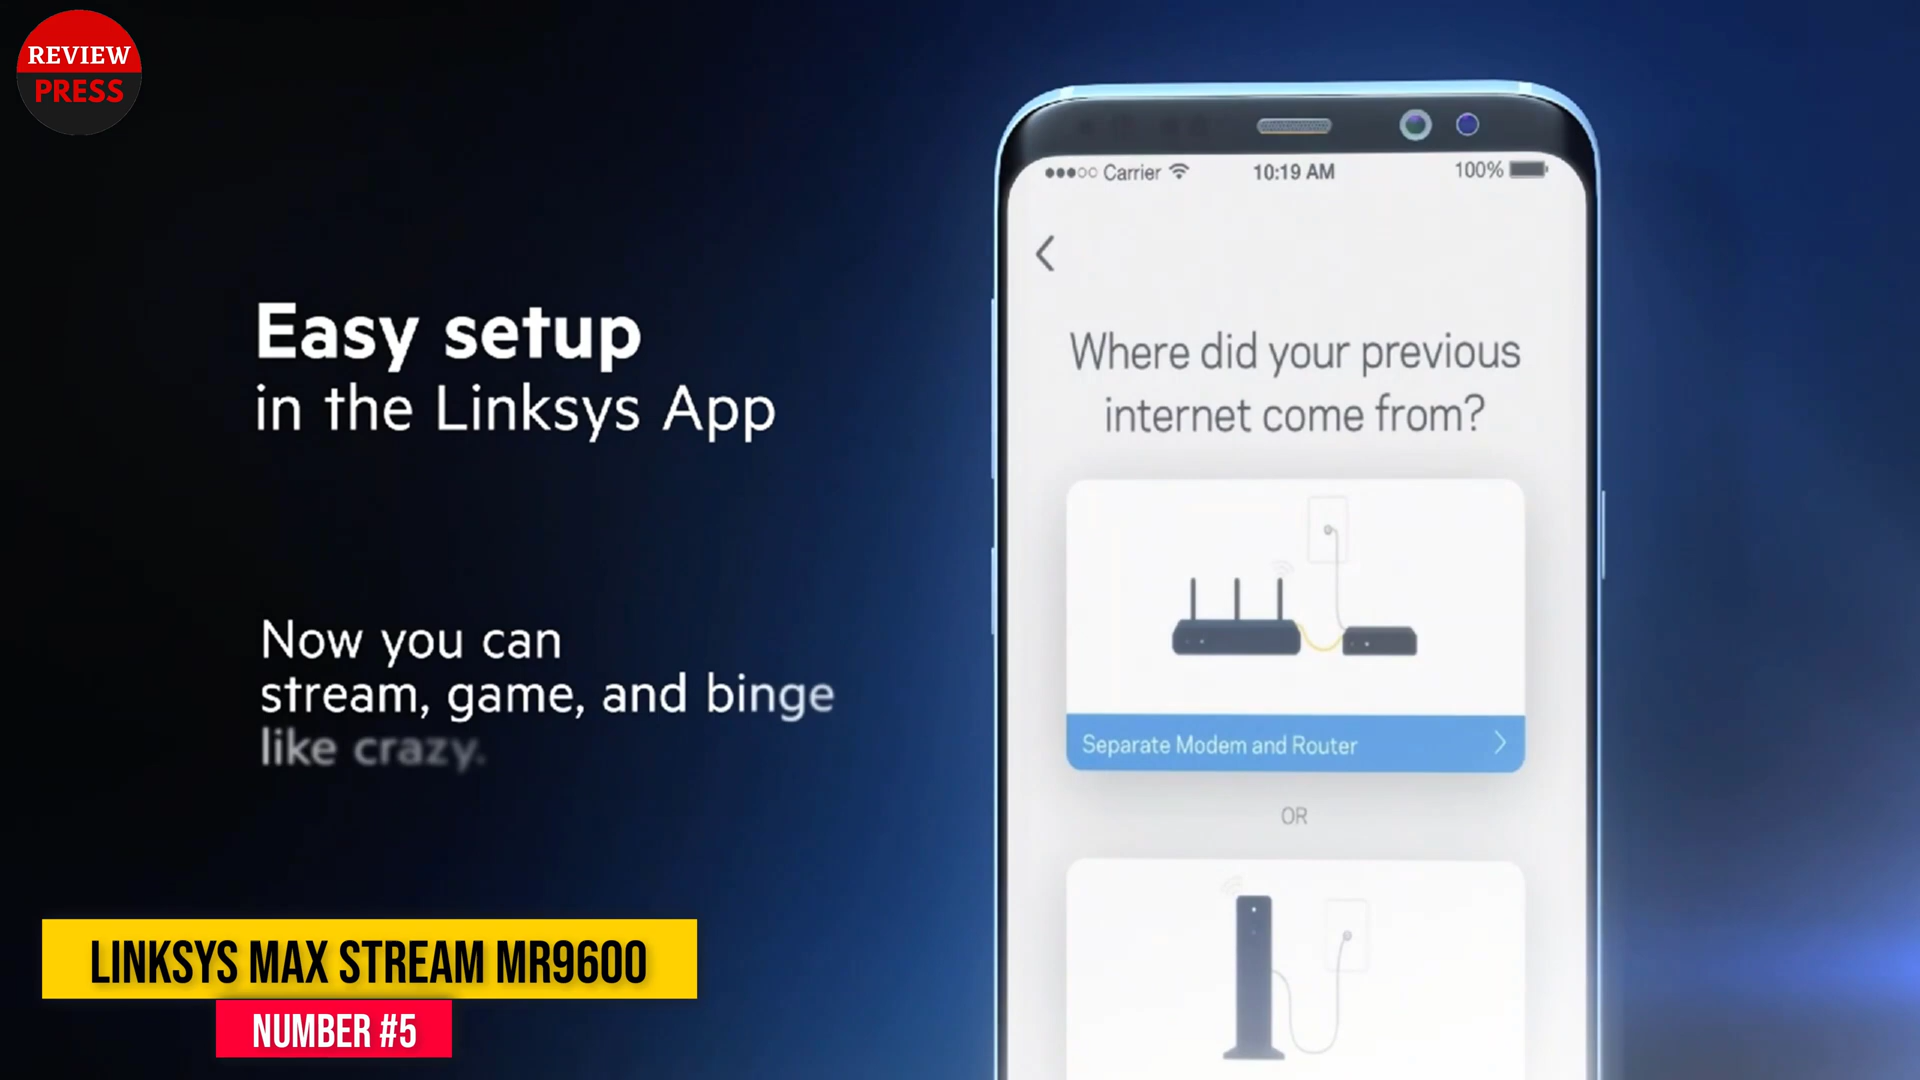 REVIEW
PRESS
Easy setup
in the Linksys App
Now you can
stream, game, and binge
like crazy.
Carrier
10:19 AM
100%
Where did your previous
internet come from?
Separate Modem and Router
OR
LINKSYS MAX STREAM MR9600
NUMBER #5